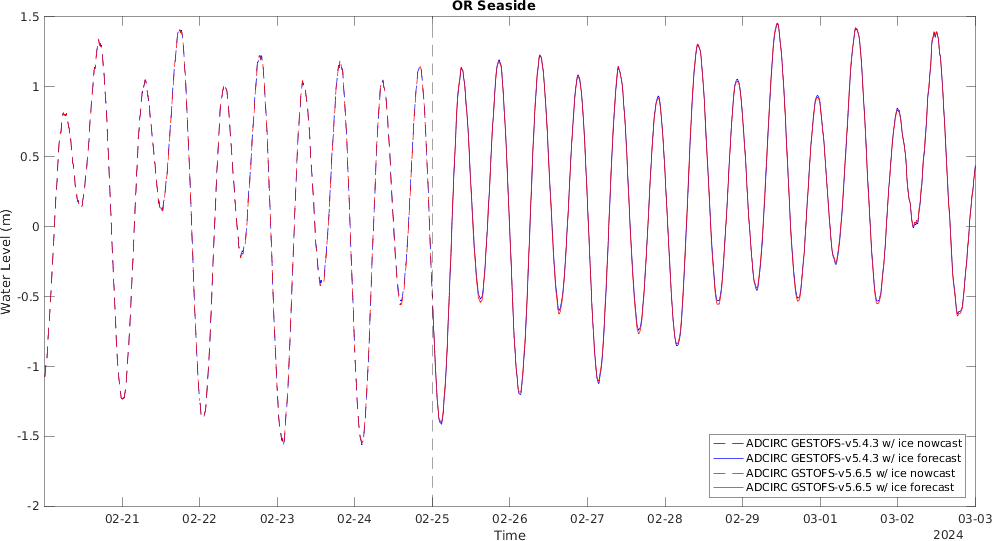 OR Seaside
1.5
1
0.5
0
-0.5
-1
-1.5
-2
Water Level (m)
02-21 02-22 02-23 02-24 02-25 02-26 02-27 02-28 02-29 03-01 03-02 03-03
Time
2024
ADCIRC GESTOFS-v5.4.3 w/ ice nowcast
ADCIRC GESTOFS-v5.4.3 w/ ice forecast
ADCIRC GSTOFS-v5.6.5 w/ ice nowcast
ADCIRC GSTOFS-v5.6.5 w/ ice forecast